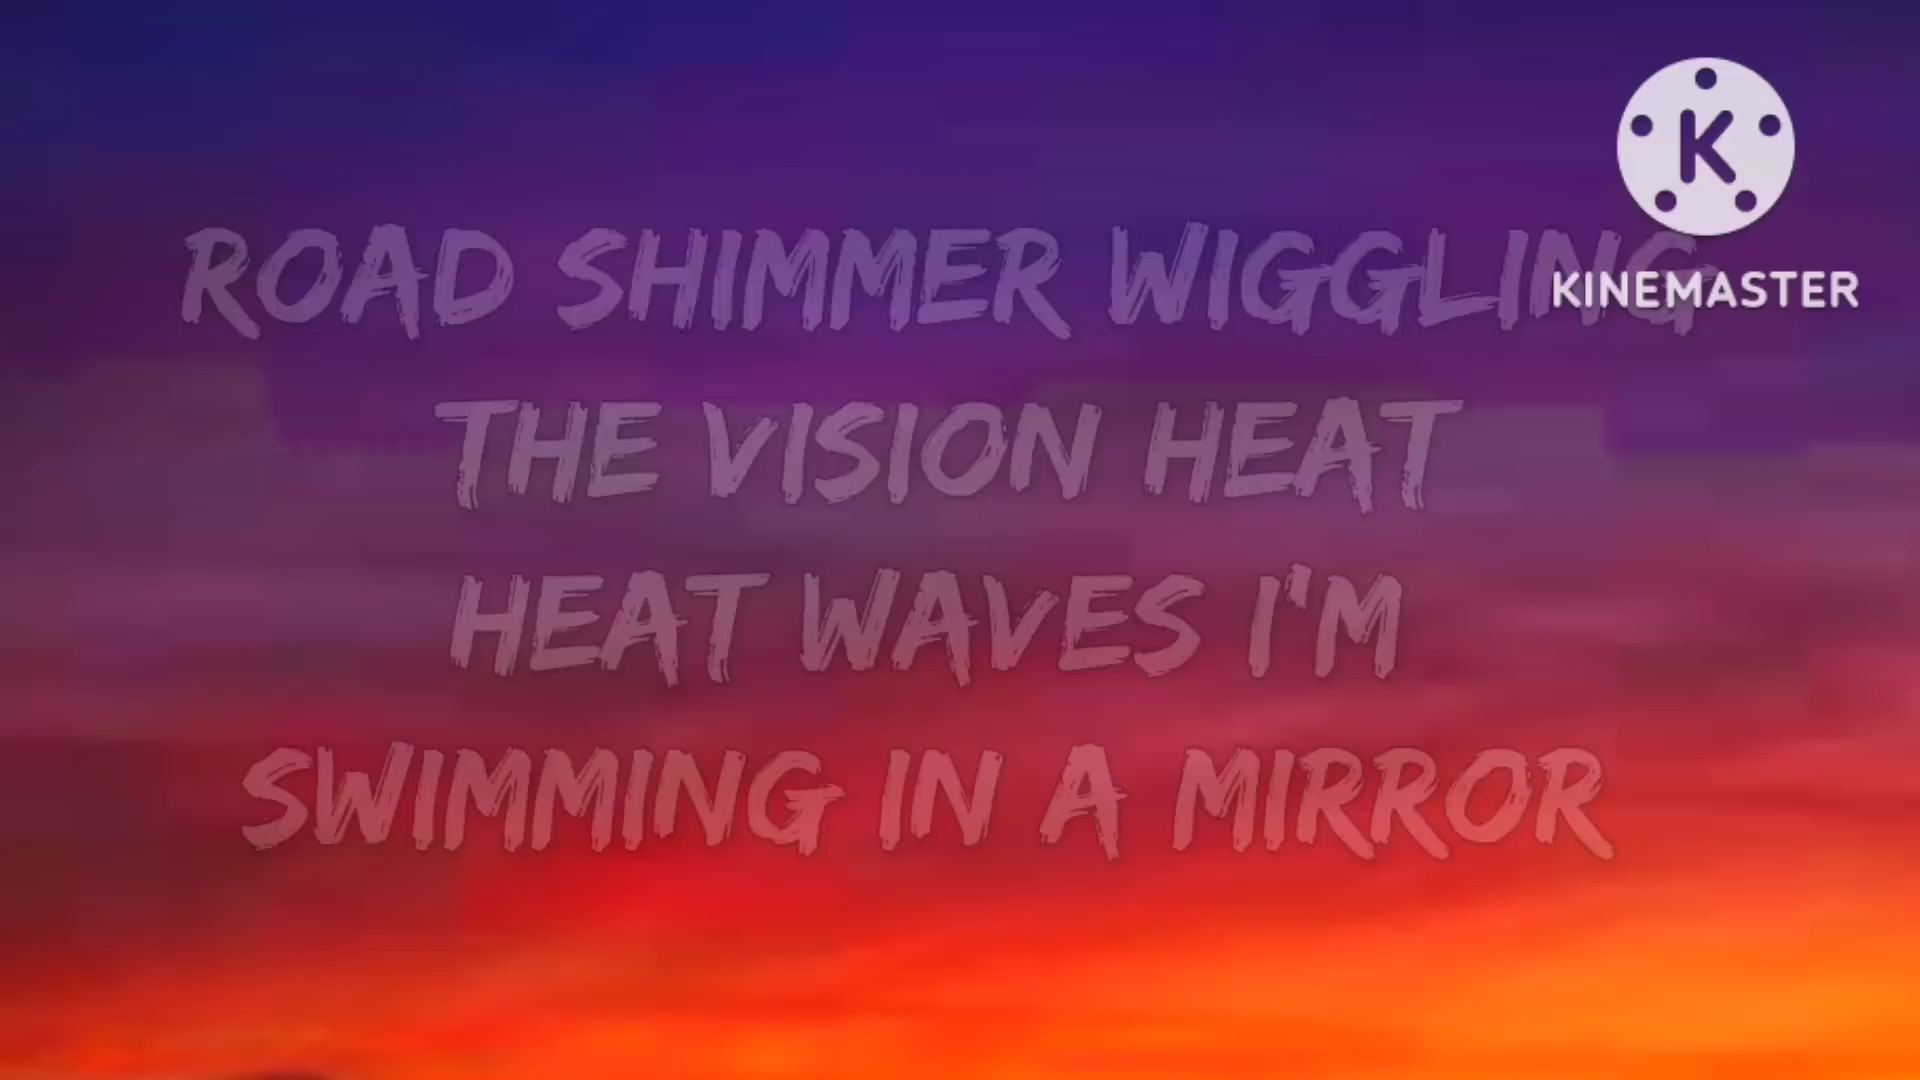 ROAD SHIMMER WIGGLING
KINEMASTER
THE VISION HEAT
HEAT WAVES I'M
SWIMMING IN A MIRROR